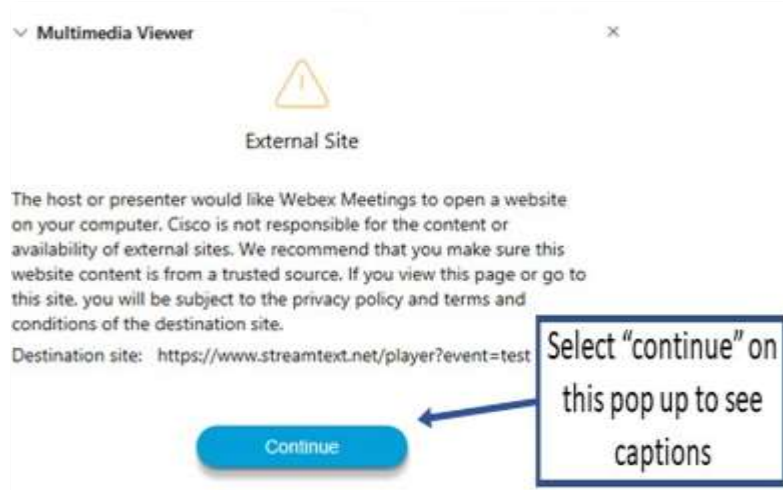 Multimedia Viewer
External Site
The host or presenter would like Webex Meetings to open a website
on your computer. Cisco is not responsible for the content or
availability of external sites. We recommend that you make sure this
website content is from a trusted source. If you view this page or go to
this site. you will be subject to the privacy policy and terms and
conditions of the destination site.
Destination site: https://www.streamtext.net/player?event=test
Select “continue” on
this pop up to see
captions
Continue